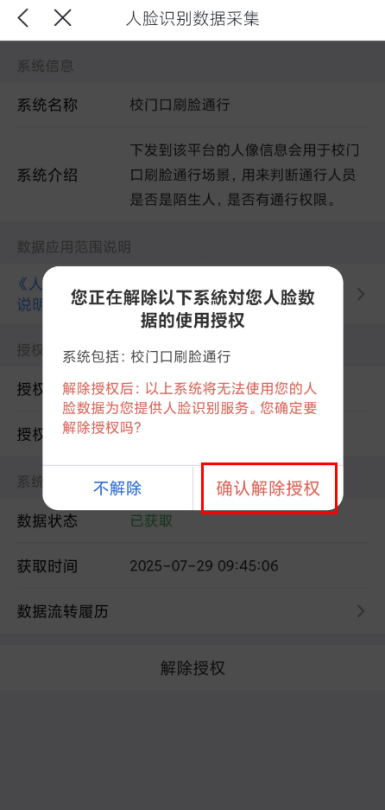 人脸识别数据采集
系统信息
系统名称 校门口刷脸通行
下发到该平台的人像信息会用于校门
系统介绍 口刷脸通行场景，用来判断通行人员
是否是陌生人，是否有通行权限。
数据应用范围说明
《人
说明
授权
授权
授权
您正在解除以下系统对您人脸数
据的使用授权
系统包括：校门口刷脸通行
解除授权后：以上系统将无法使用您的人
脸数据为您提供人脸识别服务。您确定要
解除授权吗？
不解除 确认解除授权
系统
数据状态 已获取
获取时间 2025-07-29 09:45:06
数据流转履历
解除授权